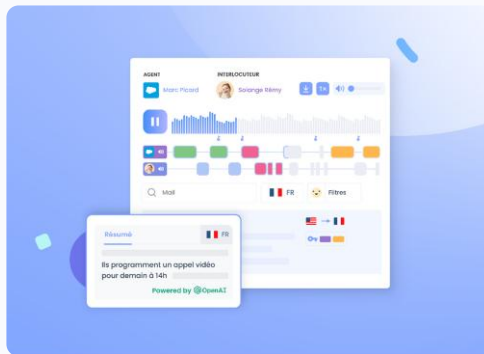 AGENT
INTERLOCUTEUR
Marc Picard
Solange Rémy
1x
Mail
FR
Filtres
Résumé
FR
Ils programment un appel vidéo
pour demain à 14h
Powered by OpenAI